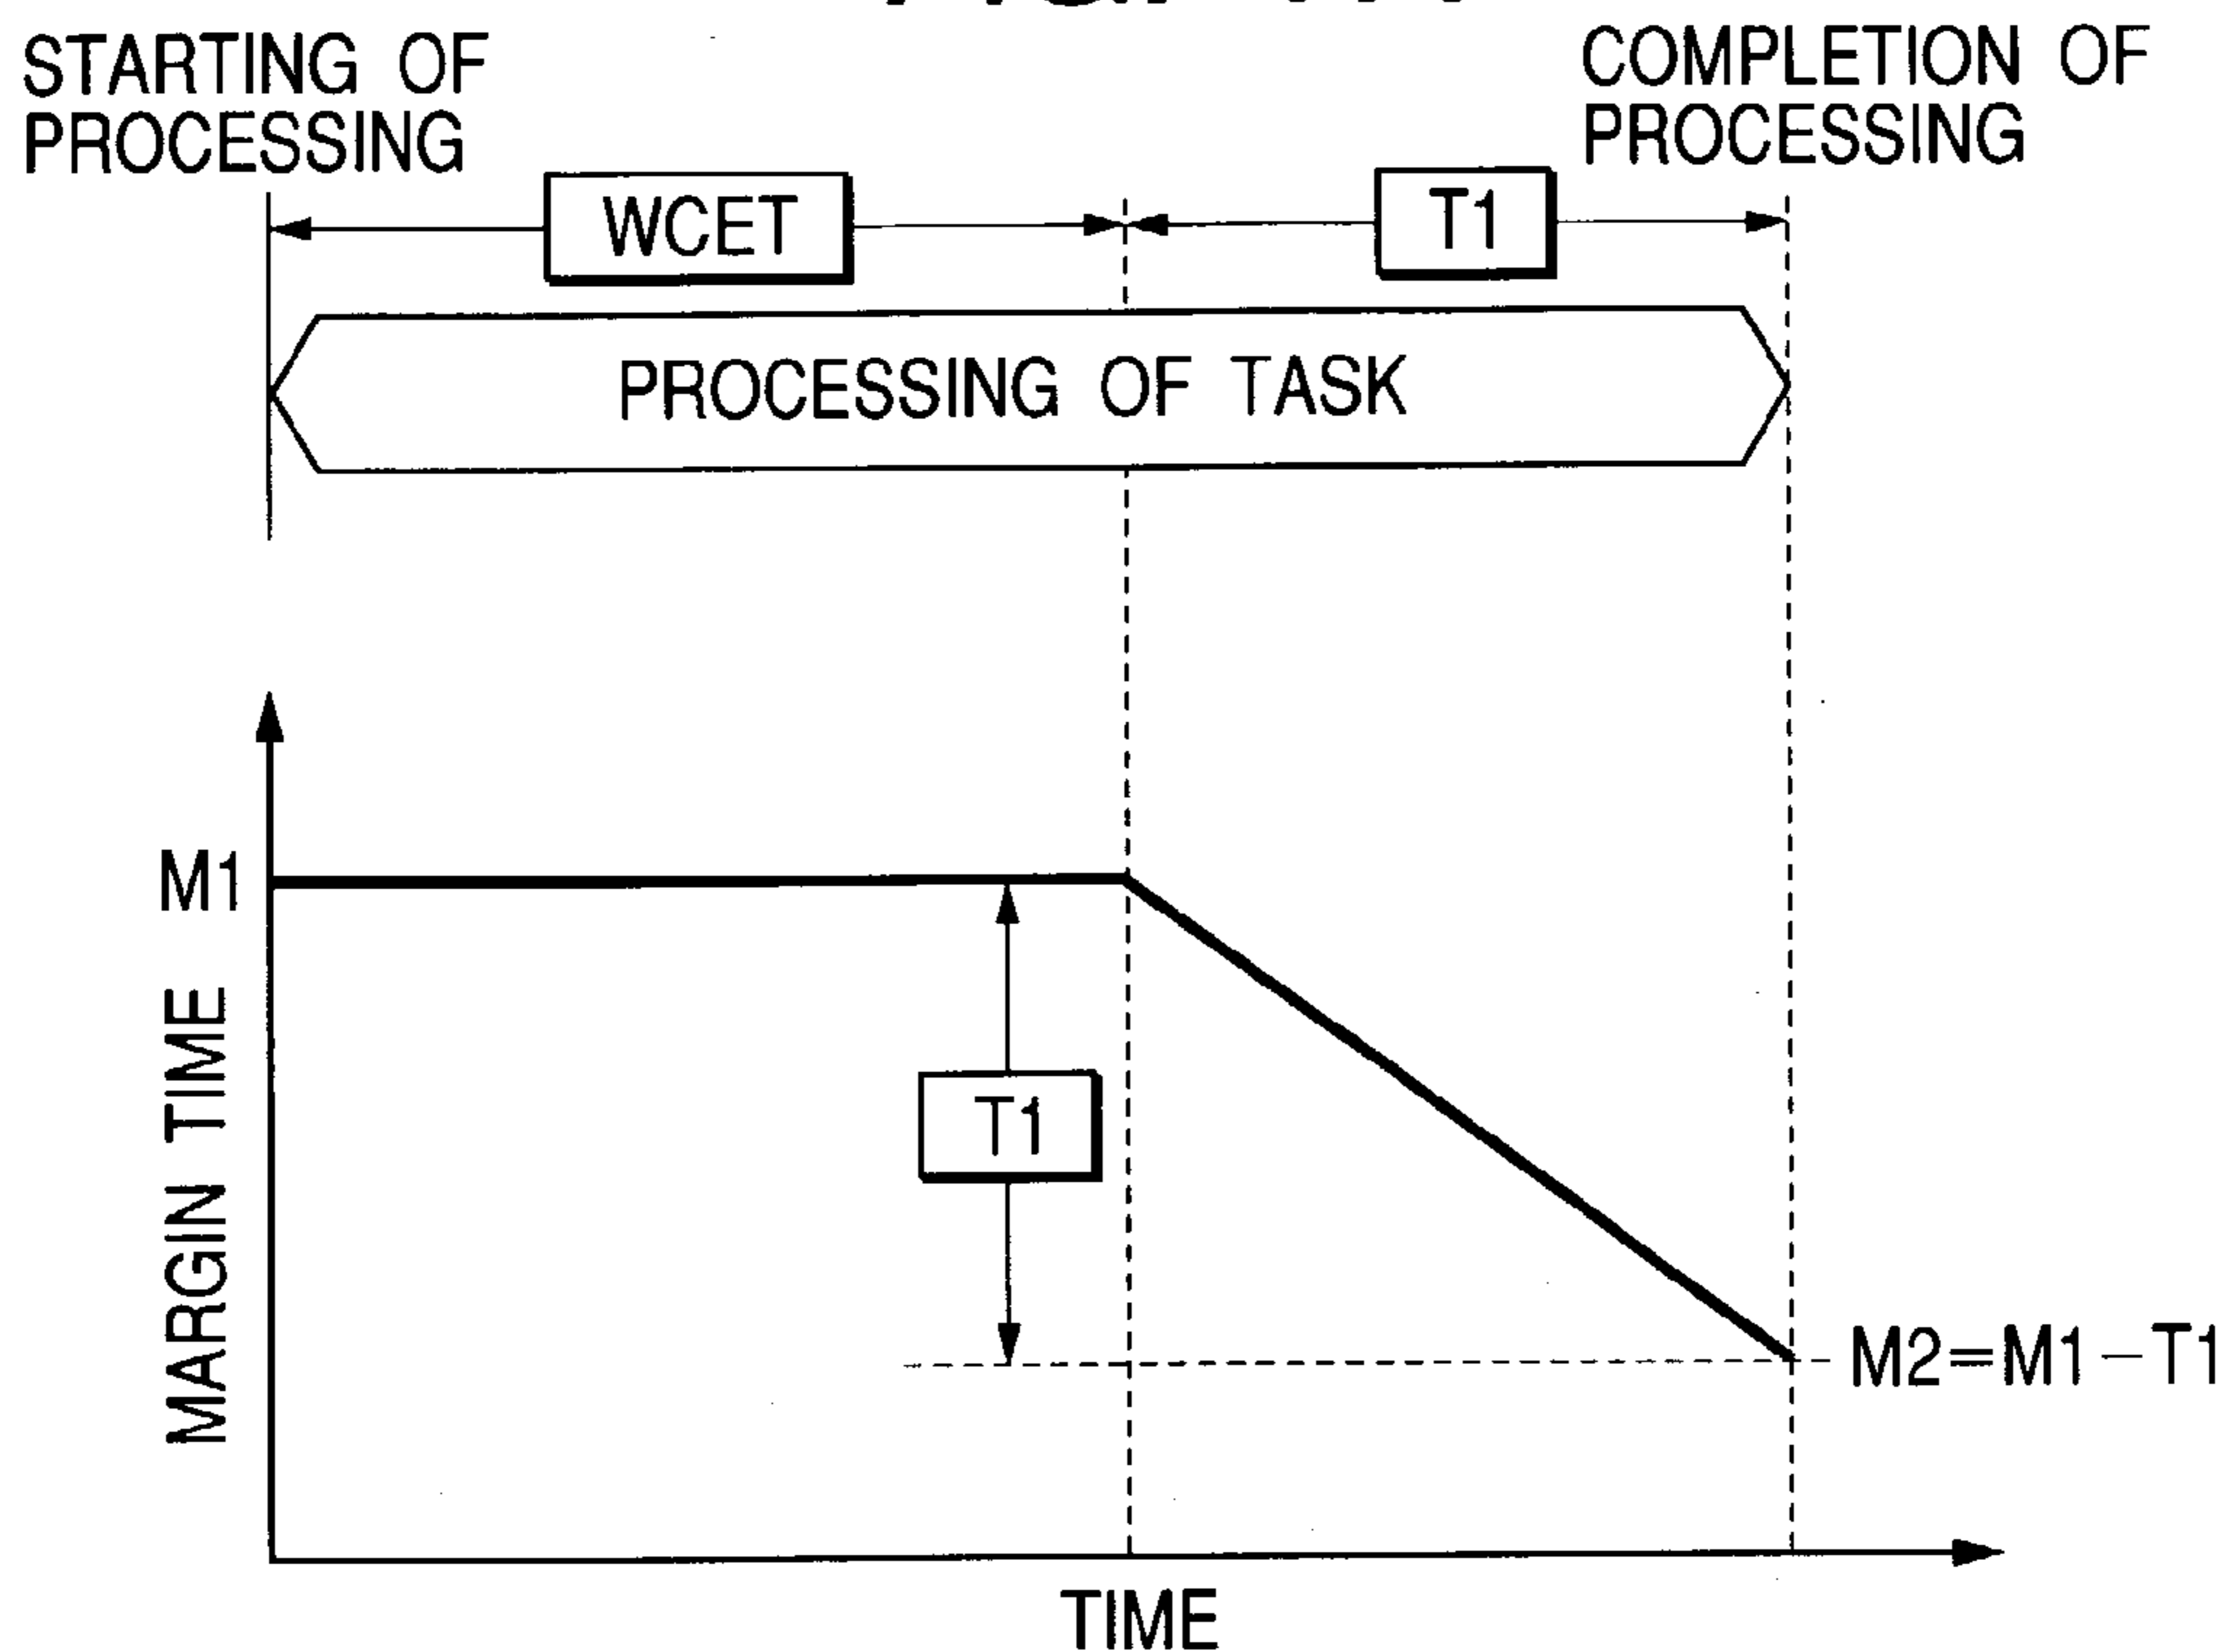 STARTING OF
PROCESSING
COMPLETION OF
PROCESSING
WCET
T1
PROCESSING OF TASK
M1
MARGIN TIME
T1
M2=M1−T1
TIME